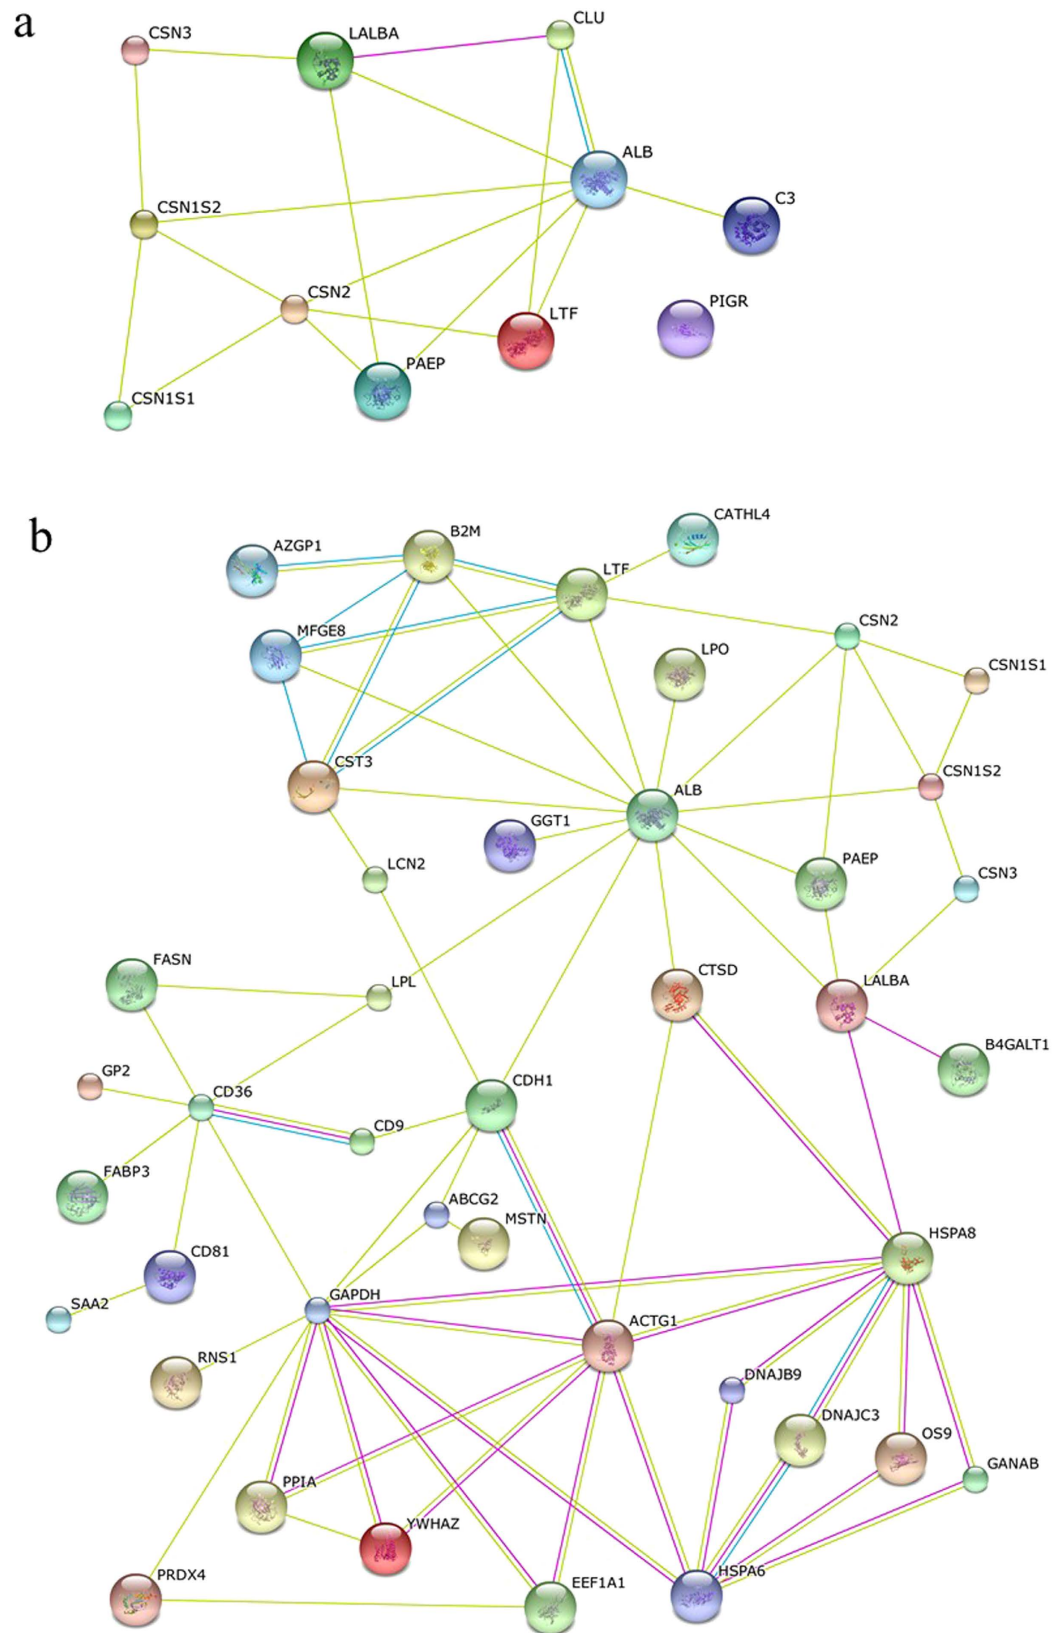 a
CSN3
LALBA
CLU
ALB
C3
CSN1S2
CSN2
LTF
PIGR
PAEP
CSN1S1
b
AZGP1
B2M
CATHL4
LTF
MFGE8
CSN2
LPO
CSN1S1
CST3
ALB
CSN1S2
GGT1
LCN2
PAEP
CSN3
FASN
LPL
CTSD
LALBA
B4GALT1
GP2
CD36
CDH1
CD9
FABP3
ABCG2
MSTN
CD81
HSPA8
SAA2
GAPDH
ACTG1
RNS1
DNAJB9
DNAJC3
OS9
GANAB
PPIA
YWHAZ
PRDX4
EEF1A1
HSPA6